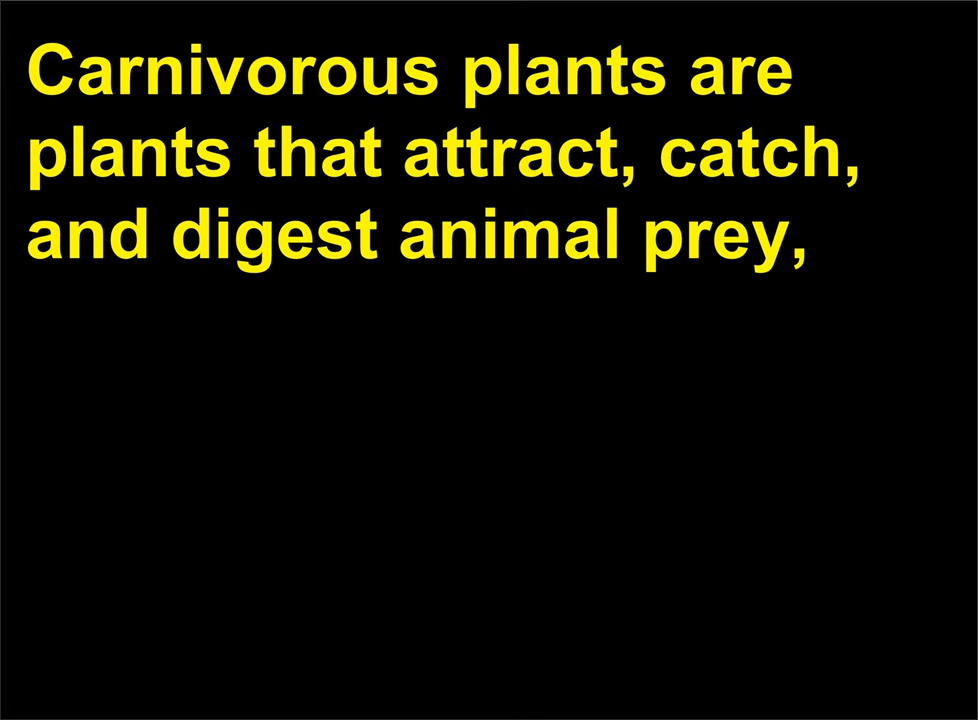 Carnivorous plants are
plants that attract, catch,
and digest animal prey,